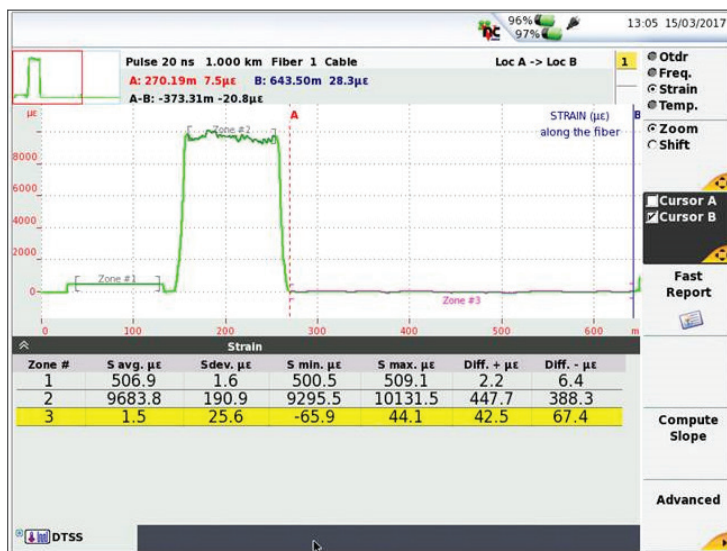 96%
97%
13:05 15/03/2017
Pulse 20 ns 1.000 km Fiber 1 Cable Loc A -> Loc B
A: 270.19m 7.5µε B: 643.50m 28.3µε
A-B: -373.31m -20.8µε
1
Otdr
Freq.
Strain
Temp.
Zoom
Shift
Cursor A
Cursor B
Fast
Report
Compute
Slope
Advanced
µε
A
B
STRAIN (µε)
along the fiber
Zone #2
8000
6000
4000
2000
Zone #1
0
Zone #3
0 100 200 300 400 500 600 m
Strain
Zone # S avg. µε Sdev. µε S min. µε S max. µε Diff. + µε Diff. - µε
1 506.9 1.6 500.5 509.1 2.2 6.4
2 9683.8 190.9 9295.5 10131.5 447.7 388.3
3 1.5 25.6 -65.9 44.1 42.5 67.4
DTSS